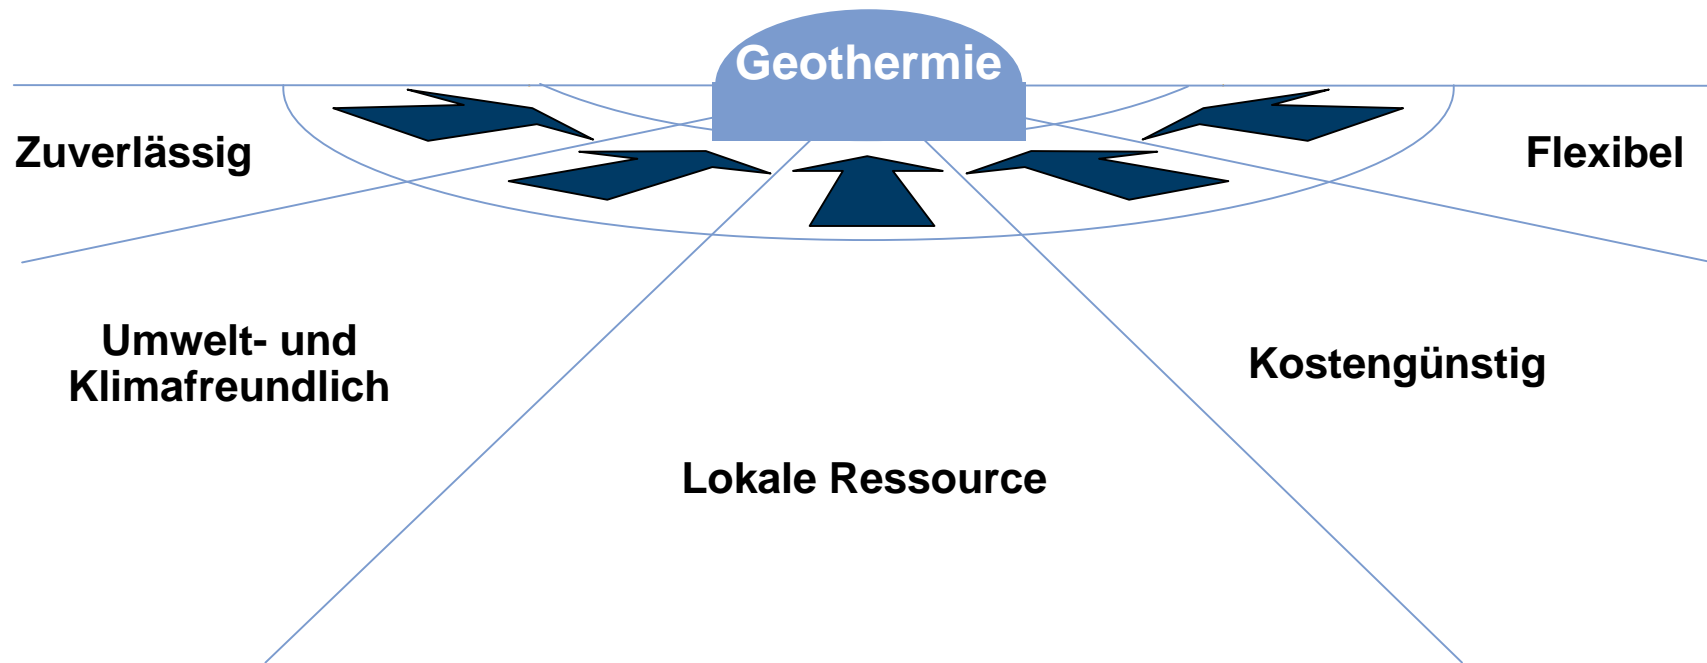 Geothermie
Zuverlässig
Flexibel
Umwelt- und
Klimafreundlich
Kostengünstig
Lokale Ressource